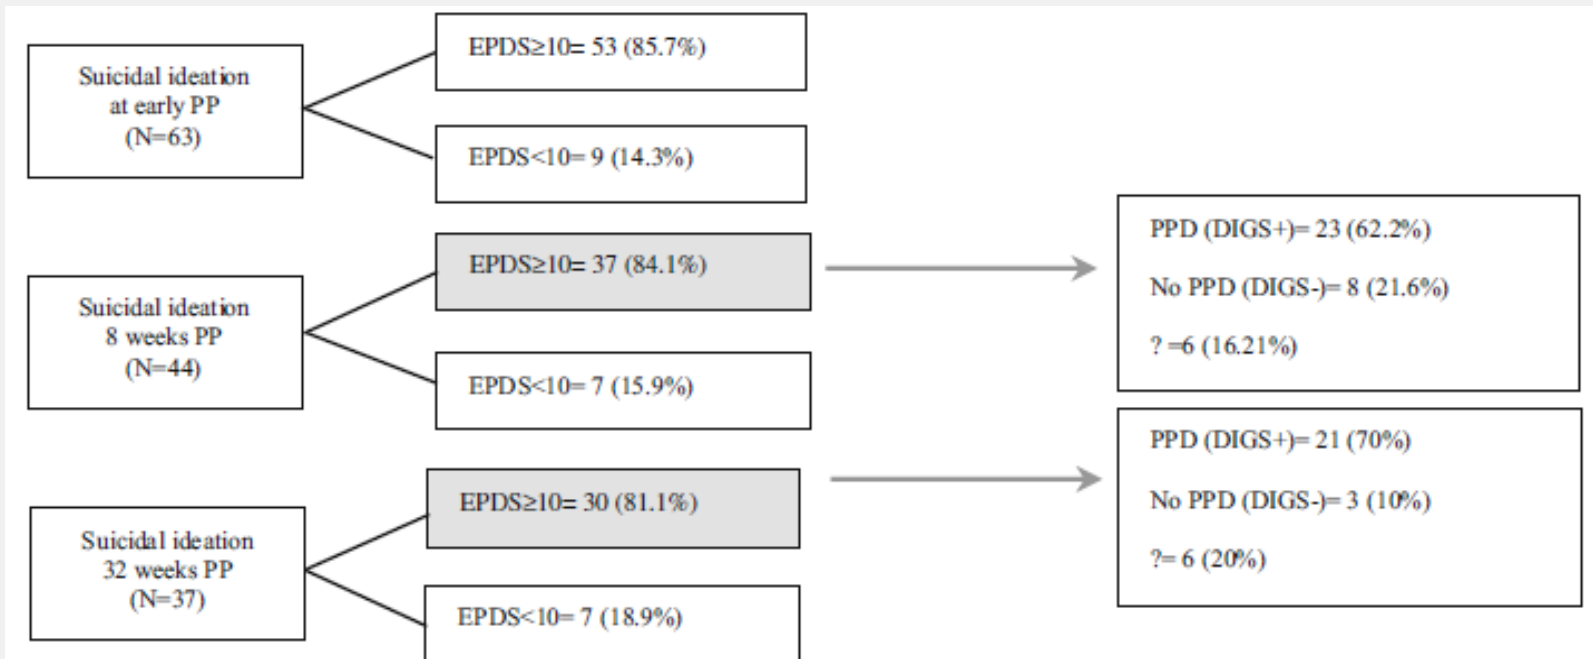 Suicidal ideation
at early PP
(N=63)
EPDS≥10= 53 (85.7%)
EPDS<10= 9 (14.3%)
Suicidal ideation
8 weeks PP
(N=44)
EPDS≥10= 37 (84.1%)
EPDS<10= 7 (15.9%)
PPD (DIGS+)= 23 (62.2%)
No PPD (DIGS-)= 8 (21.6%)
? =6 (16.21%)
Suicidal ideation
32 weeks PP
(N=37)
EPDS≥10= 30 (81.1%)
EPDS<10= 7 (18.9%)
PPD (DIGS+)= 21 (70%)
No PPD (DIGS-)= 3 (10%)
?= 6 (20%)